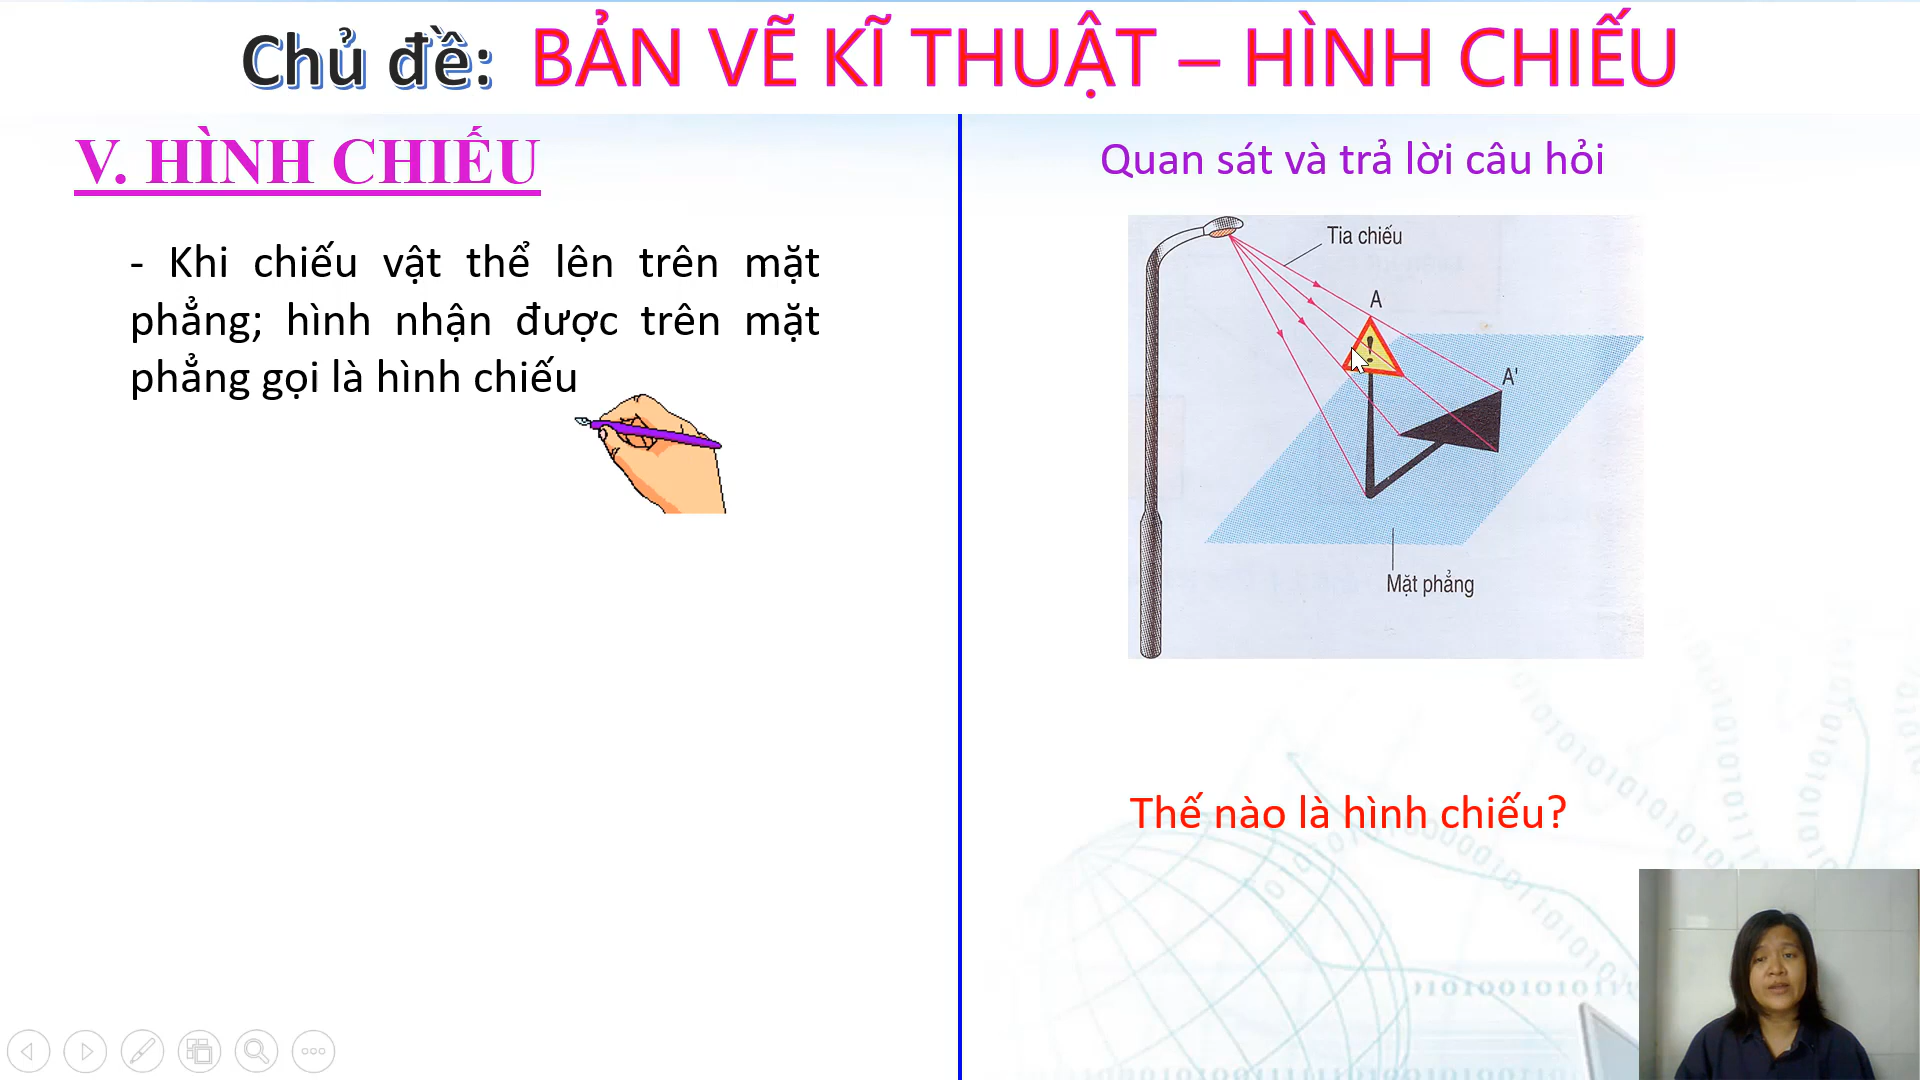 Chủ đề: BẢN VẼ KĨ THUẬT – HÌNH CHIẾU
V. HÌNH CHIẾU
- Khi chiếu vật thể lên trên mặt
phẳng; hình nhận được trên mặt
phẳng gọi là hình chiếu
Quan sát và trả lời câu hỏi
Tia chiếu
A
A'
Mặt phẳng
Thế nào là hình chiếu?